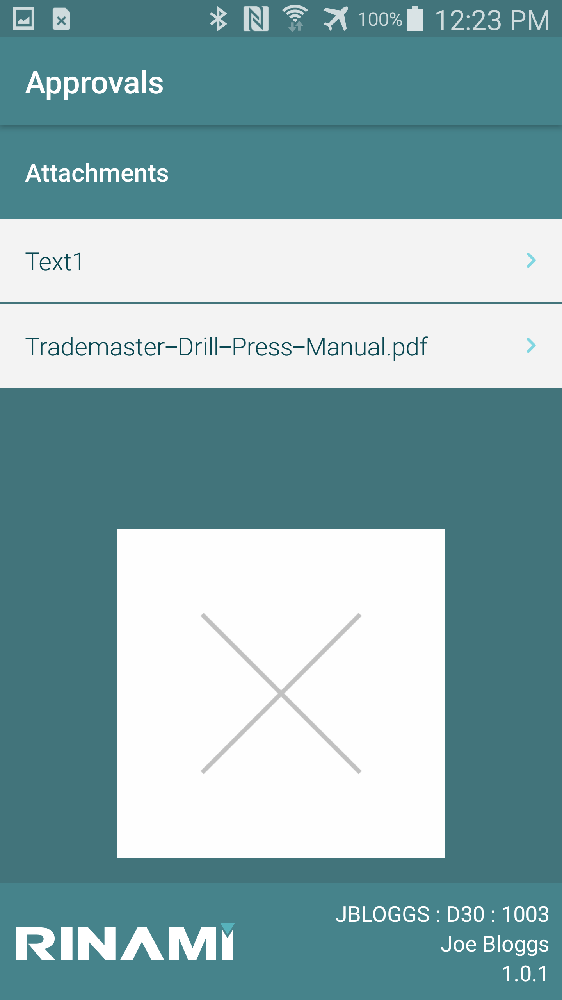 100% 12:23 PM
Approvals
Attachments
Text1
Trademaster–Drill–Press–Manual.pdf
JBLOGGS : D30 : 1003
Joe Bloggs
RINAMI
1.0.1